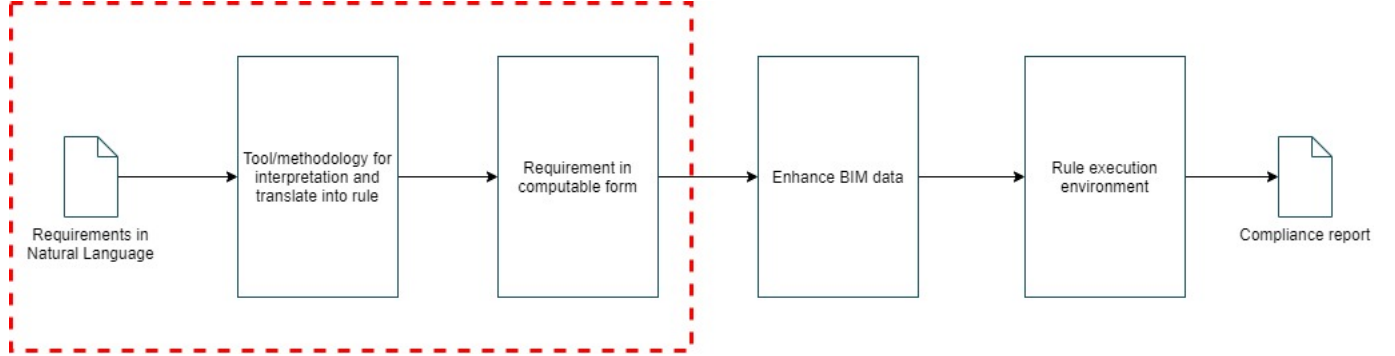 Requirements in
Natural Language
Tool/methodology for
interpretation and
translate into rule
Requirement in
computable form
Enhance BIM data
Rule execution
environment
Compliance report